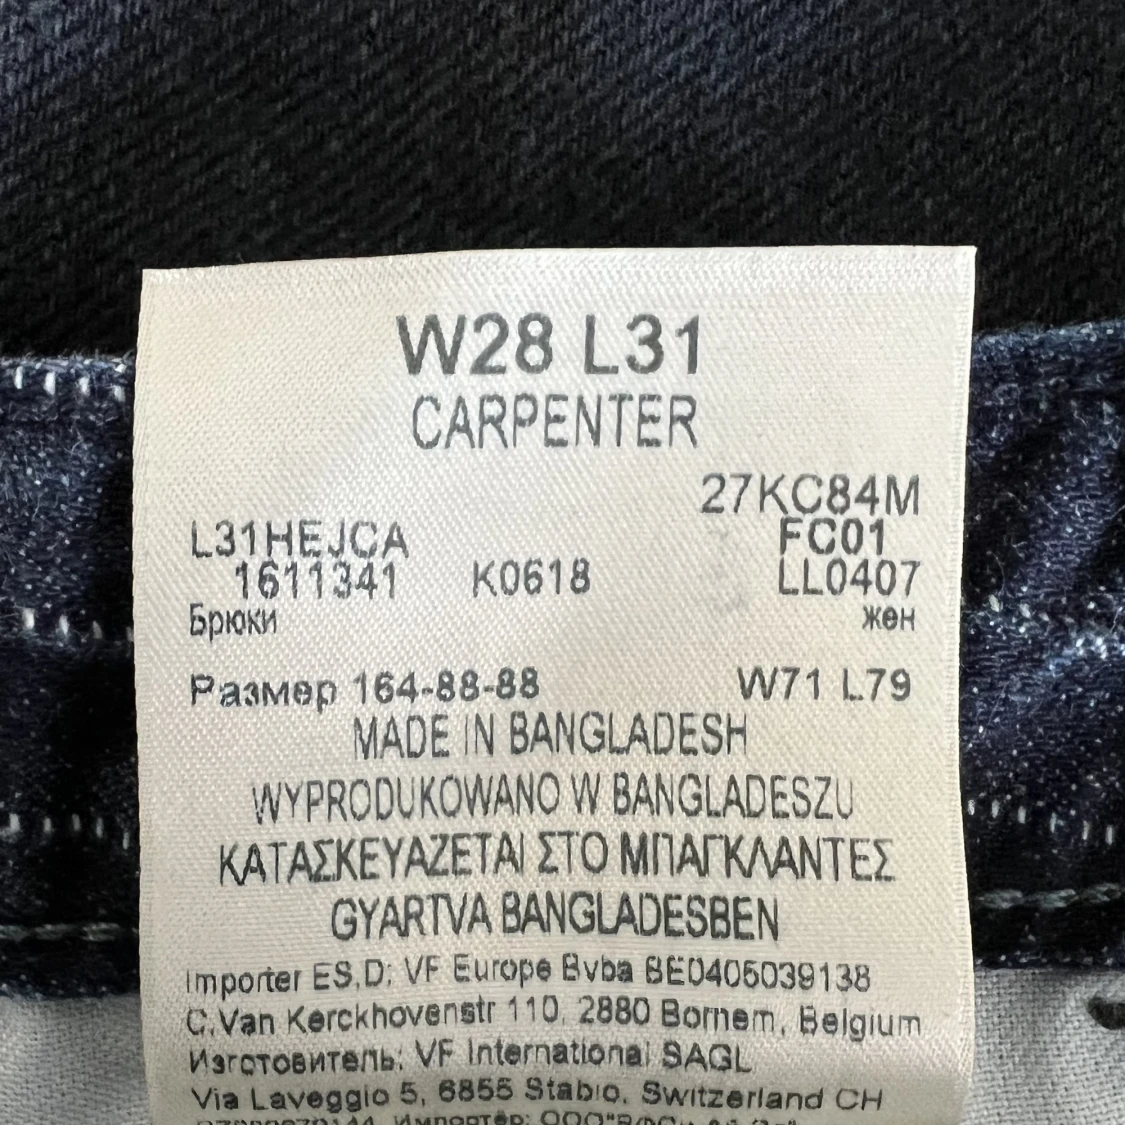 W28 L31
CARPENTER
27KC84M
L31HEJCA FC01
1611341 K0618 LL0407
Брюки жен
Размер 164-88-88 W71 L79
MADE IN BANGLADESH
WYPRODUKOWANO W BANGLADESZU
ΚΑΤΑΣΚΕΥΑΖΕΤΑΙ ΣΤΟ ΜΠΑΓΚΛΑΝΤΕΣ
GYARTVA BANGLADESBEN
Importer ES,D: VF Europe Bvba BE0405039138
C.Van Kerckhovenstr 110, 2880 Bornem, Belgium
Изготовитель: VF International SAGL
Via Laveggio 5, 6855 Stabio, Switzerland CH
Импортёр: